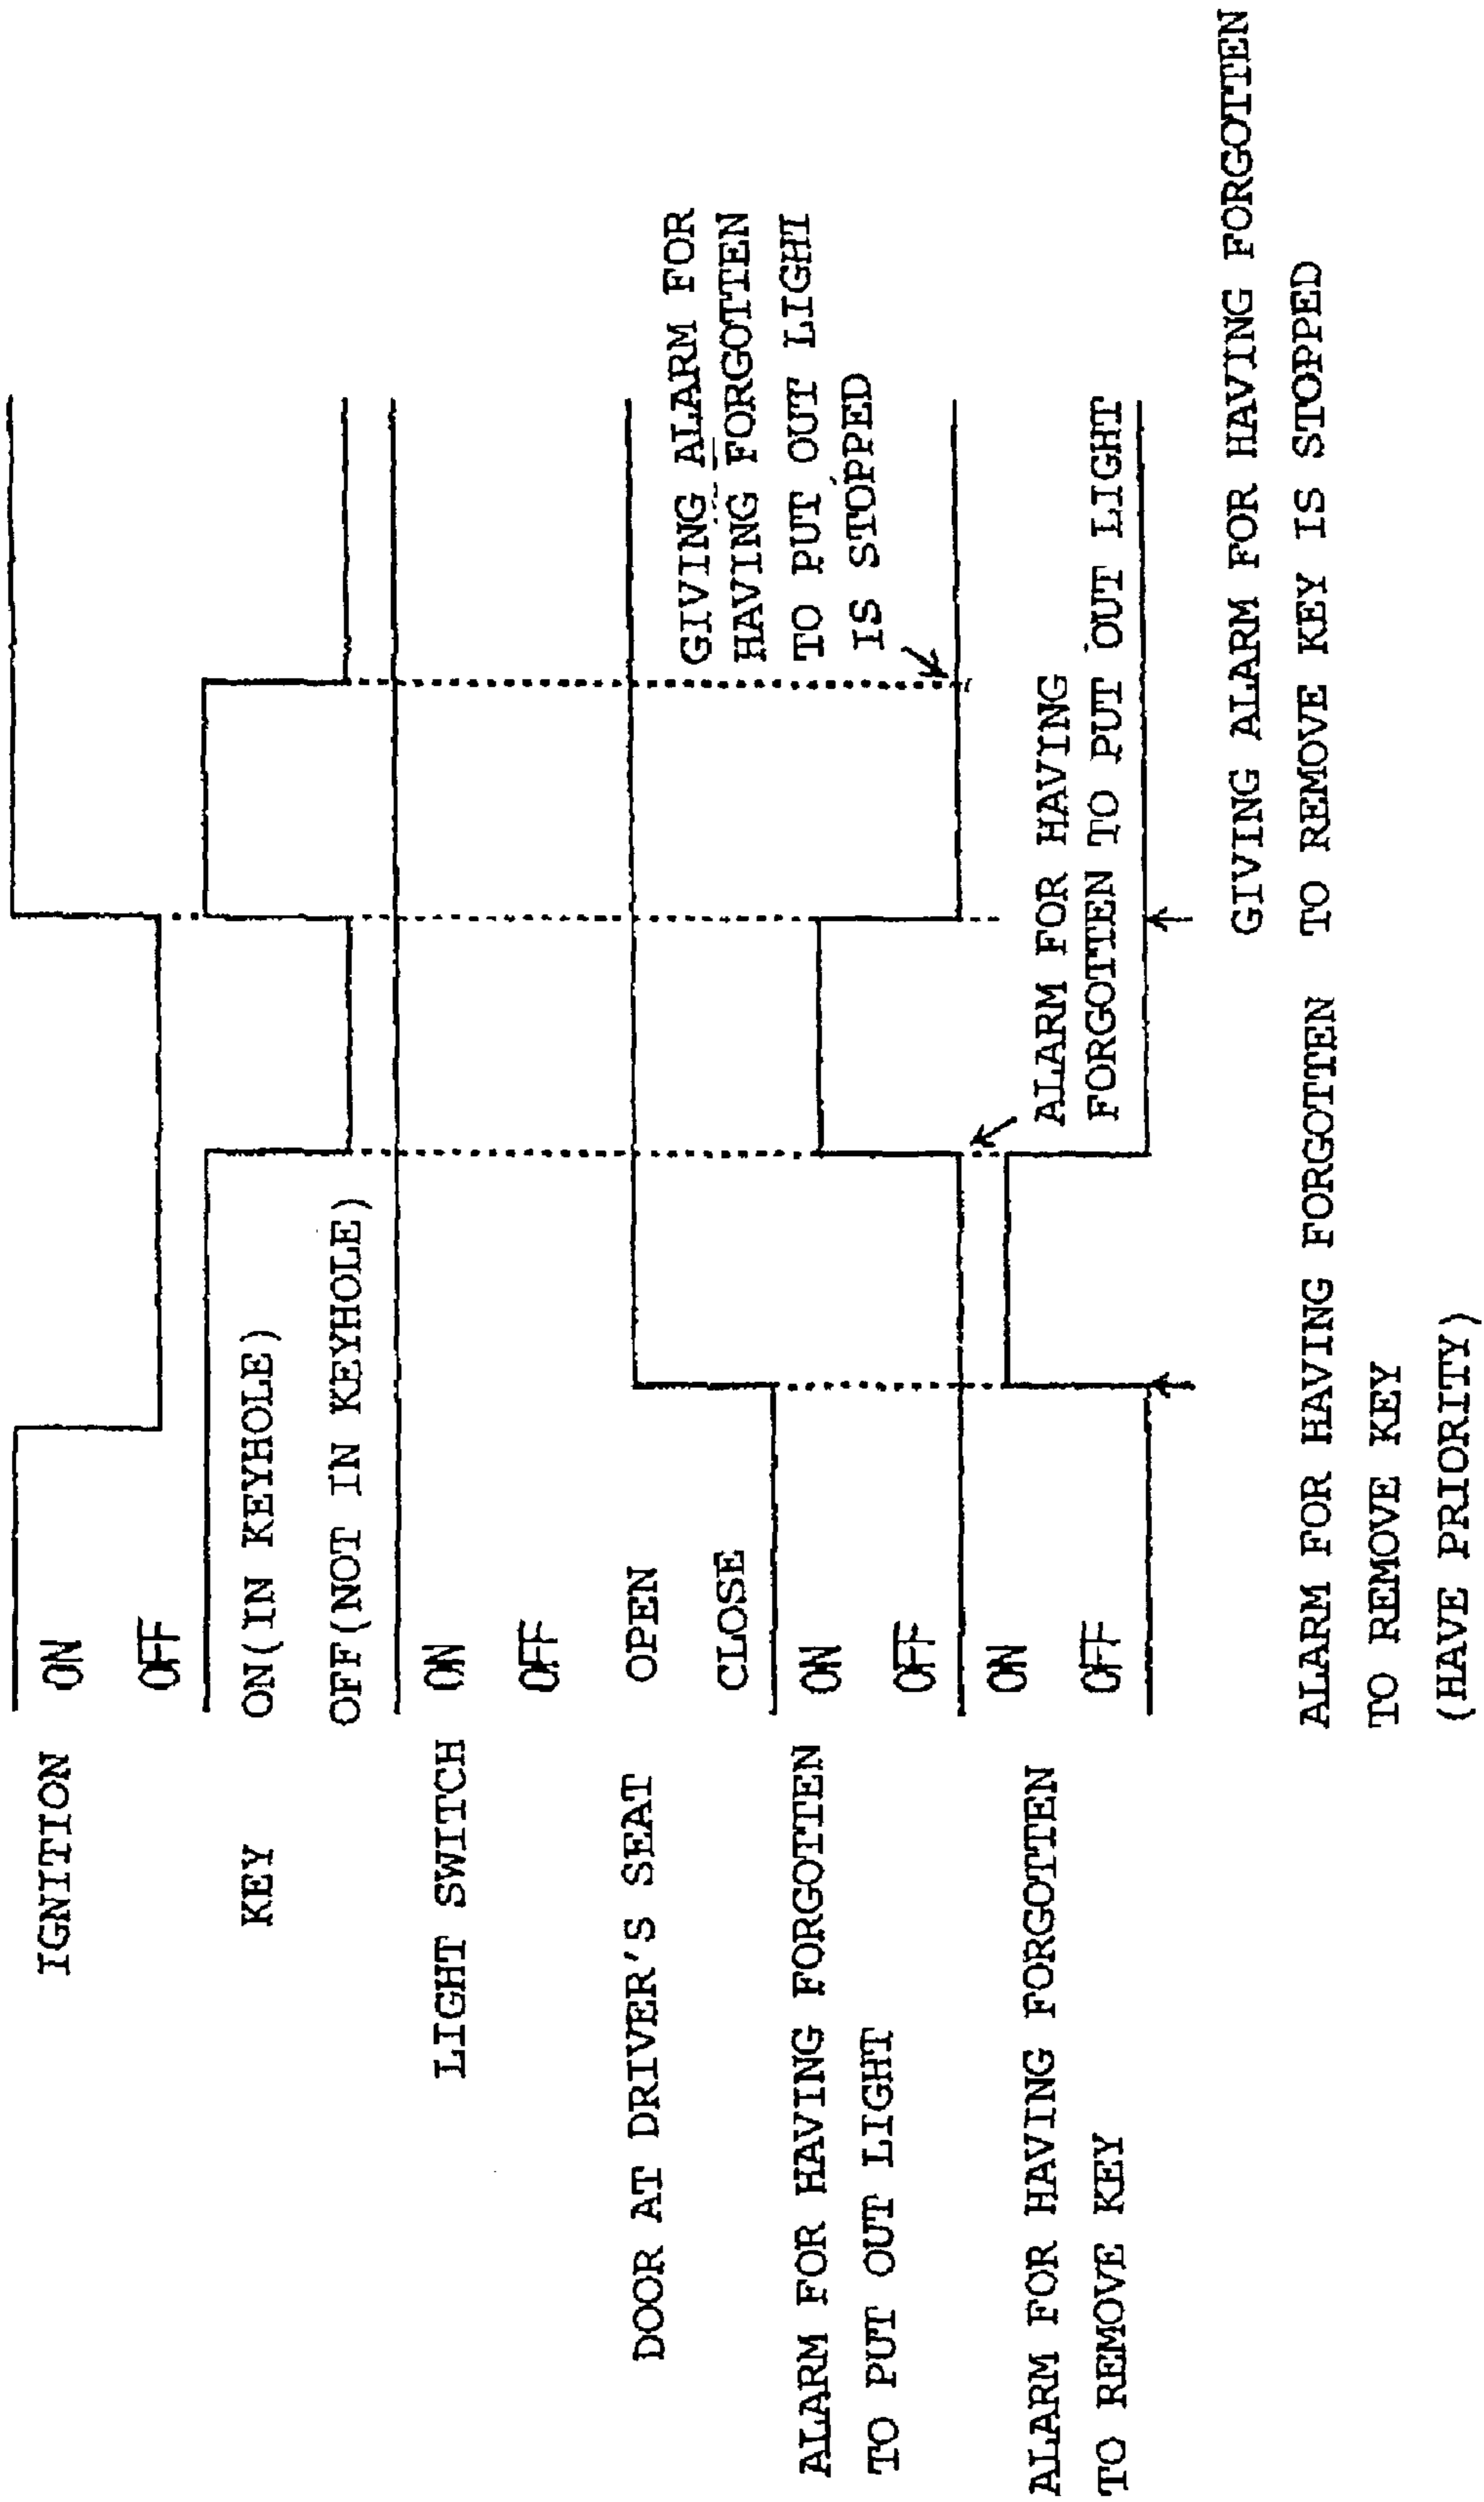 IGNITION
ON
OFF
KEY
ON(IN KEYHOLE)
OFF(NOT IN KEYHOLE)
LIGHT SWITCH
ON
OFF
DOOR AT DRIVER'S SEAT
OPEN
CLOSE
GIVING ALARM FOR
HAVING FORGOTTEN
TO PUT OUT LIGHT
IS STOPPED
ALARM FOR HAVING FORGOTTEN
TO PUT OUT LIGHT
ON
OFF
ALARM FOR HAVING
FORGOTTEN TO PUT OUT LIGHT
ALARM FOR HAVING FORGOTTEN
TO REMOVE KEY
ON
OFF
GIVING ALARM FOR HAVING FORGOTTEN
TO REMOVE KEY IS STOPPED
ALARM FOR HAVING FORGOTTEN
TO REMOVE KEY
(HAVE PRIORITY)